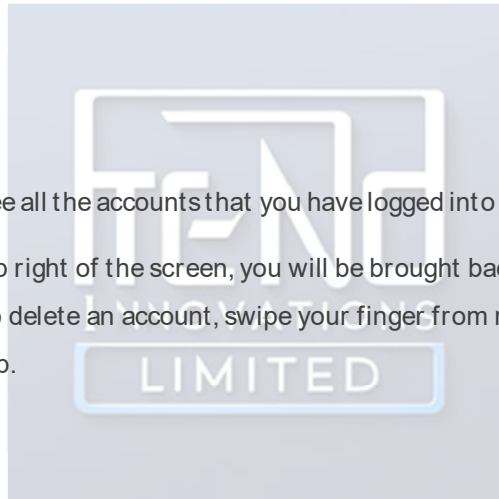 e all the accounts that you have logged into
right of the screen, you will be brought
delete an account, swipe your finger from
TREND
INNOVATIONS
LIMITED